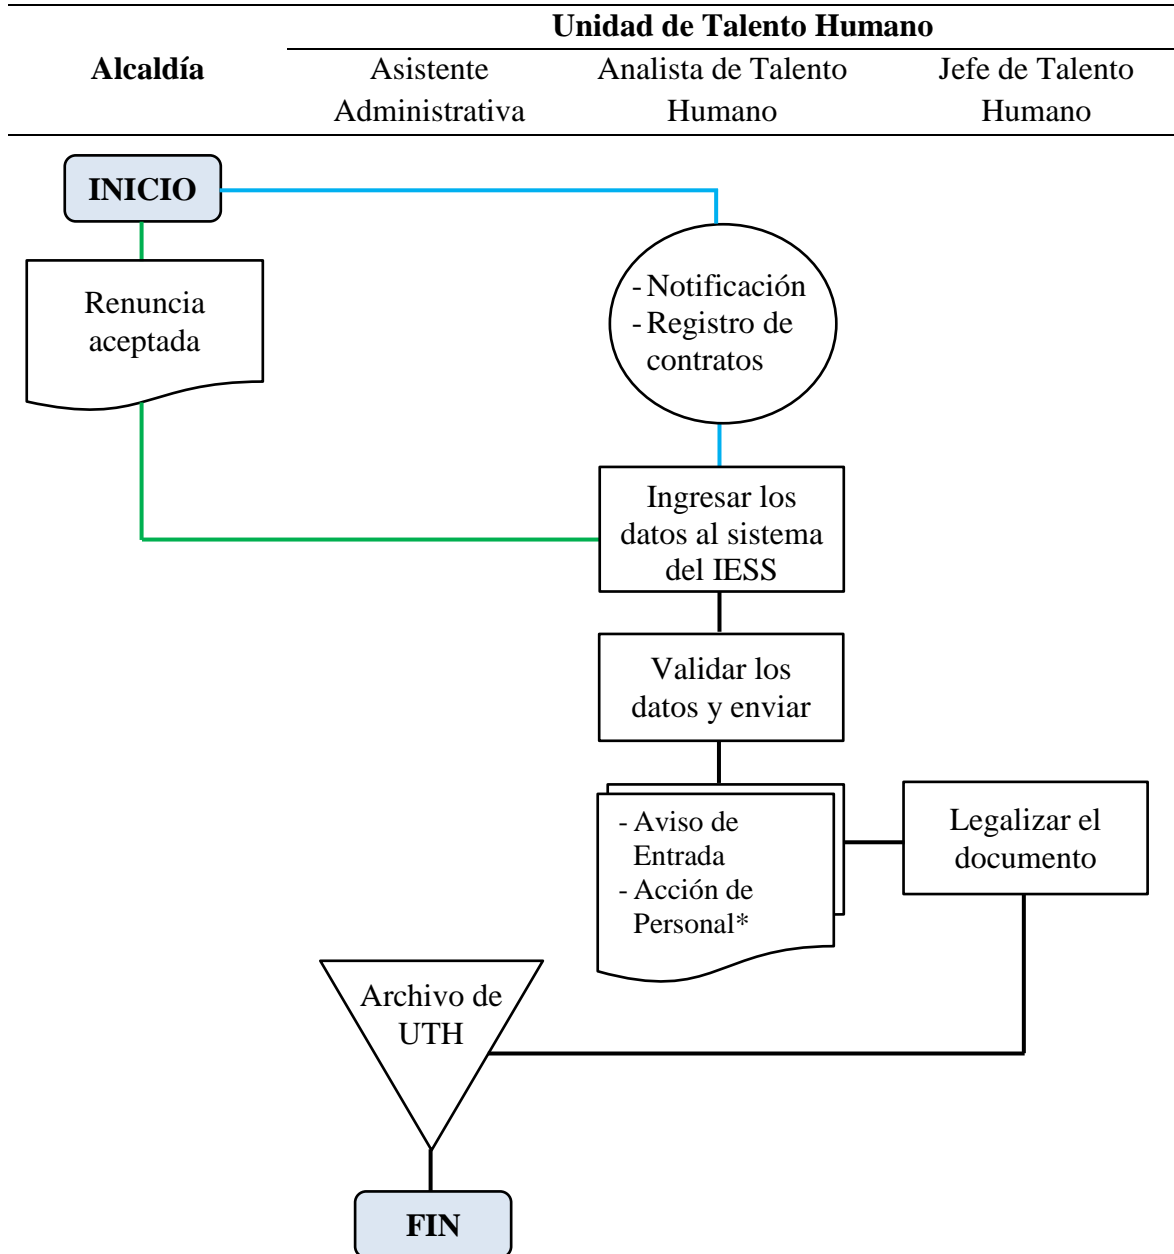 Unidad de Talento Humano
Alcaldía
Asistente
Administrativa
Analista de Talento
Humano
Jefe de Talento
Humano
INICIO
Renuncia
aceptada
- Notificación
- Registro de
contratos
Ingresar los
datos al sistema
del IESS
Validar los
datos y enviar
- Aviso de
Entrada
- Acción de
Personal*
Legalizar el
documento
Archivo de
UTH
FIN